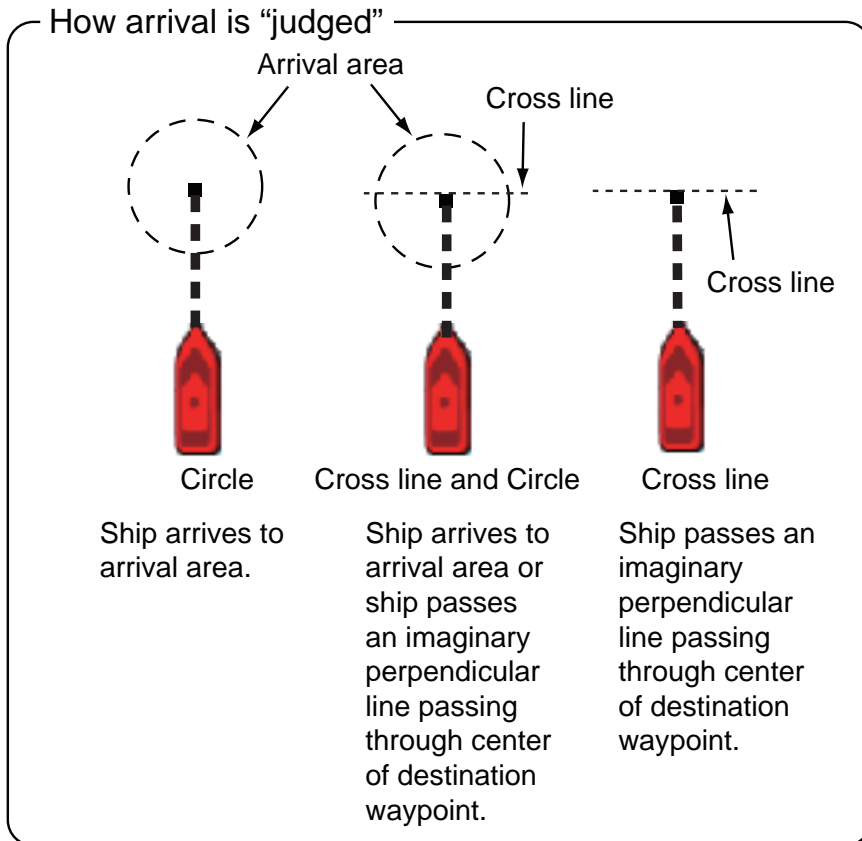 How arrival is “judged”
Arrival area
Cross line
Cross line
Circle
Ship arrives to
arrival area.
Cross line and Circle
Ship arrives to
arrival area or
ship passes
an imaginary
perpendicular
line passing
through center
of destination
waypoint.
Cross line
Ship passes an
imaginary
perpendicular
line passing
through center
of destination
waypoint.